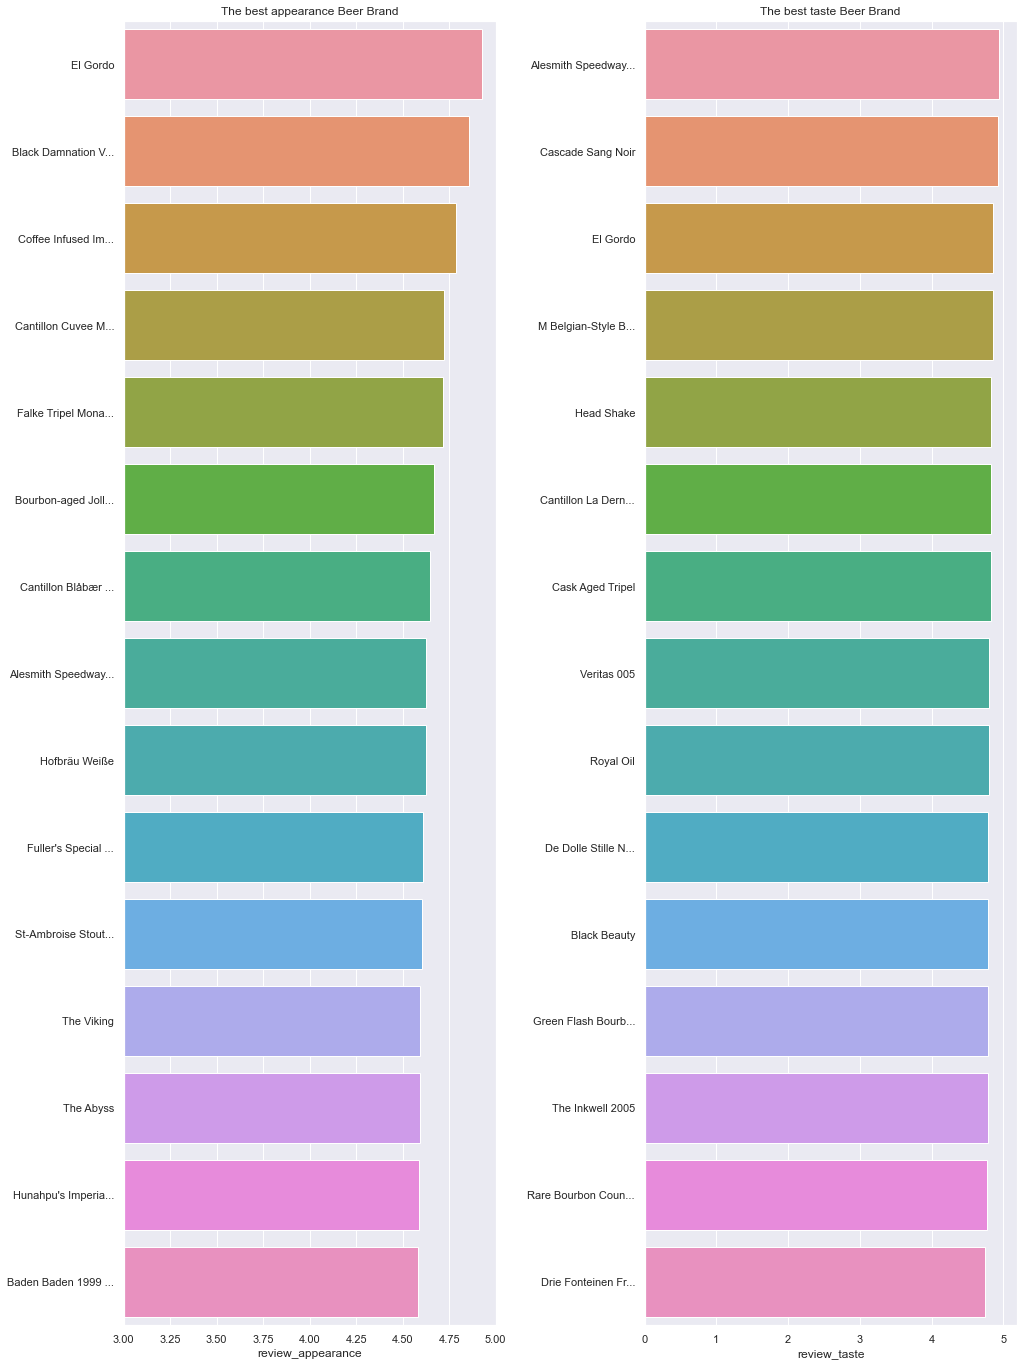 The best appearance Beer Brand
El Gordo
Black Damnation V...
Coffee Infused Im...
Cantillon Cuvee M...
Falke Tripel Mona...
Bourbon-aged Joll...
Cantillon Blåbær ...
Alesmith Speedway...
Hofbräu Weiße
Fuller's Special ...
St-Ambroise Stout...
The Viking
The Abyss
Hunahpu's Imperia...
Baden Baden 1999 ...
3.00 3.25 3.50 3.75 4.00 4.25 4.50 4.75 5.00
review_appearance
The best taste Beer Brand
Alesmith Speedway...
Cascade Sang Noir
El Gordo
M Belgian-Style B...
Head Shake
Cantillon La Dern...
Cask Aged Tripel
Veritas 005
Royal Oil
De Dolle Stille N...
Black Beauty
Green Flash Bourb...
The Inkwell 2005
Rare Bourbon Coun...
Drie Fonteinen Fr...
0 1 2 3 4 5
review_taste